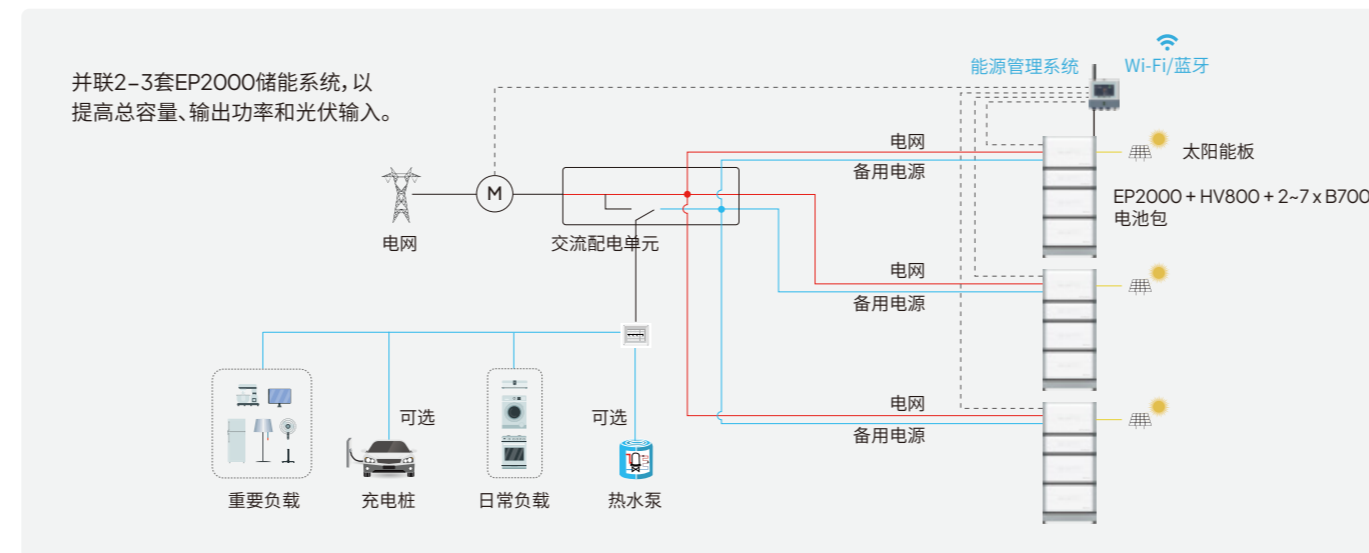 并联2-3套EP2000储能系统,以
提高总容量、输出功率和光伏输入。
能源管理系统
Wi-Fi/蓝牙
电网
备用电源
太阳能板
EP2000 + HV800 + 2~7 x B700
电池包
M
电网
交流配电单元
电网
备用电源
电网
备用电源
可选
可选
重要负载
充电桩
日常负载
热水泵